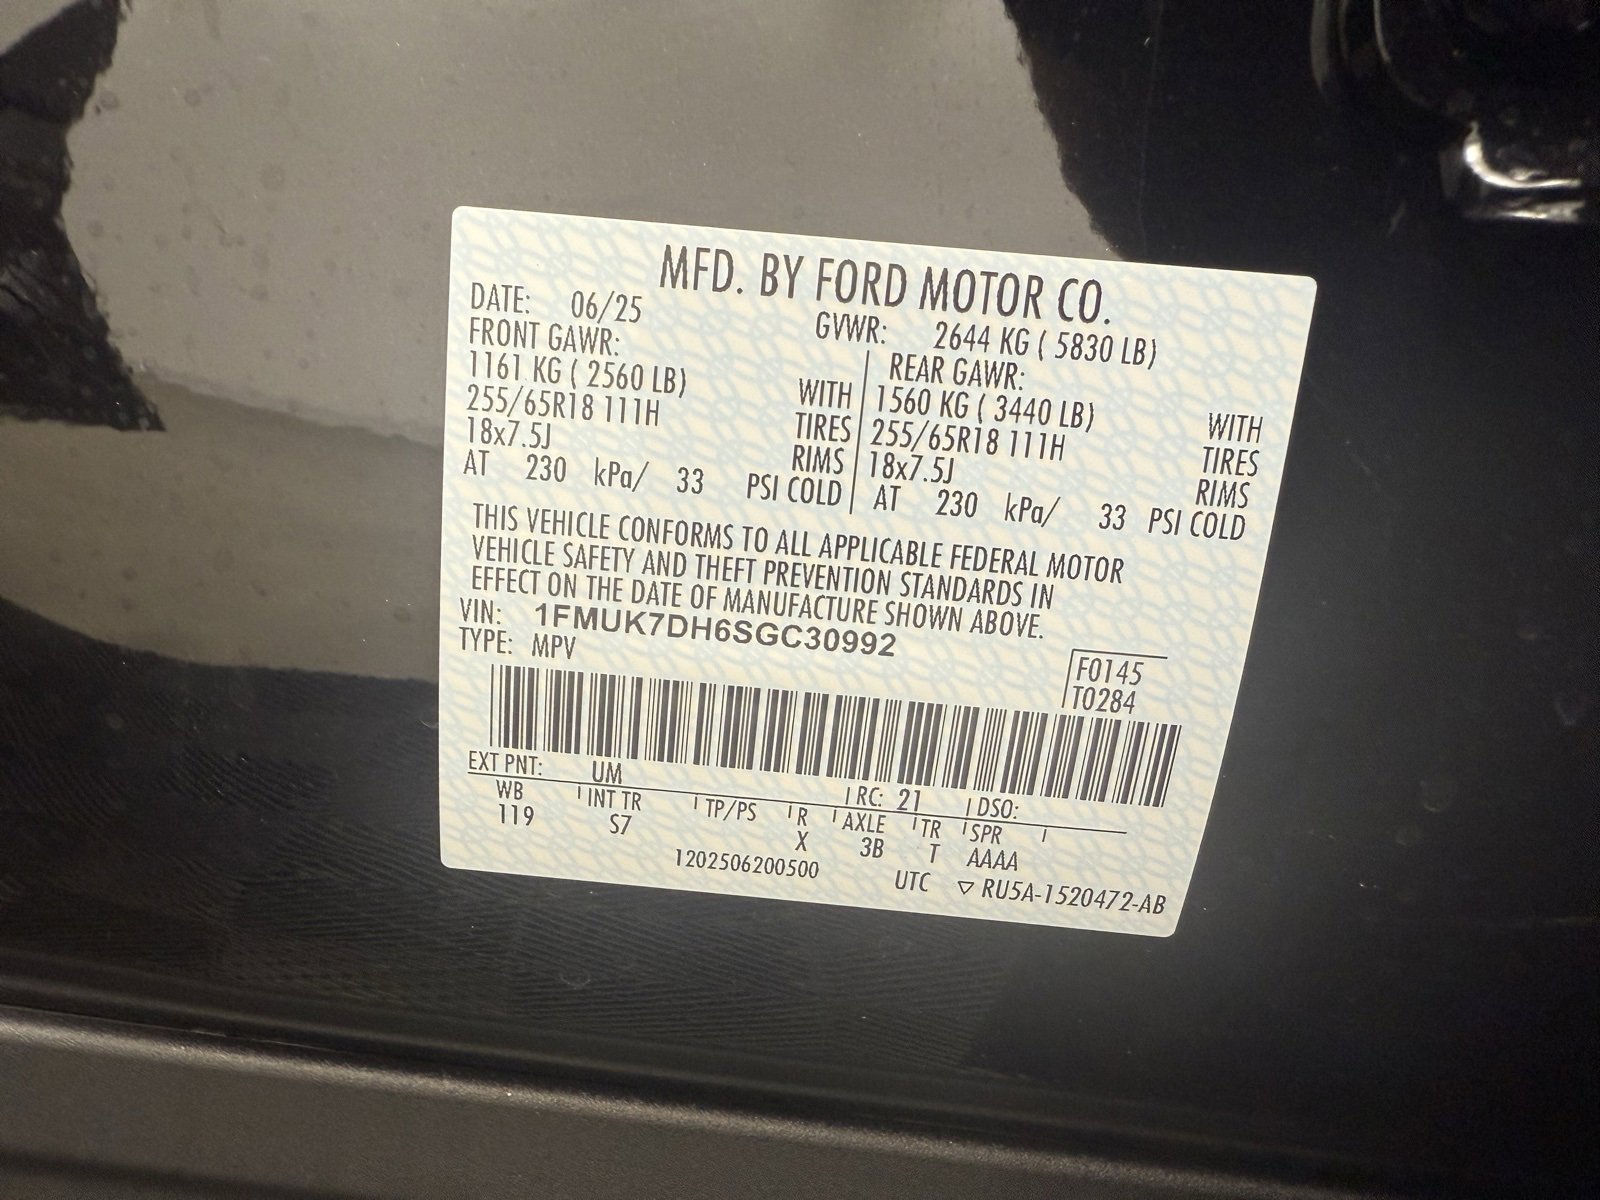 MFD. BY FORD MOTOR CO.
DATE: 06/25 GVWR: 2644 KG ( 5830 LB)
FRONT GAWR: REAR GAWR:
1161 KG ( 2560 LB) WITH 1560 KG ( 3440 LB) WITH
255/65R18 111H TIRES 255/65R18 111H TIRES
18x7.5J RIMS 18x7.5J RIMS
AT 230 kPa/ 33 PSI COLD AT 230 kPa/ 33 PSI COLD
THIS VEHICLE CONFORMS TO ALL APPLICABLE FEDERAL MOTOR
VEHICLE SAFETY AND THEFT PREVENTION STANDARDS IN
EFFECT ON THE DATE OF MANUFACTURE SHOWN ABOVE.
VIN: 1FMUK7DH6SGC30992
TYPE: MPV
F0145
T0284
EXT PNT: UM RC: 21 DSO:
WB INT TR TP/PS R AXLE TR SPR
119 S7 X 3B T AAAA
1202506200500 UTC ▽ RU5A-1520472-AB